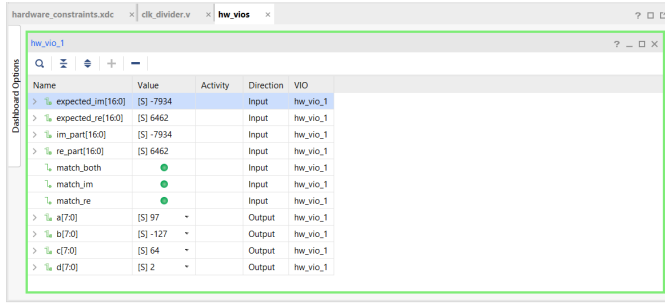 hardware_constraints.xdc × clk_divider.v × hw_vios × ?
Dashboard Options
hw_vio_1 ? _ □ ×
Name Value Activity Direction VIO
expected_im[16:0] [S] -7934 Input hw_vio_1
expected_re[16:0] [S] 6462 Input hw_vio_1
im_part[16:0] [S] -7934 Input hw_vio_1
re_part[16:0] [S] 6462 Input hw_vio_1
match_both Input hw_vio_1
match_im Input hw_vio_1
match_re Input hw_vio_1
a[7:0] [S] 97 Output hw_vio_1
b[7:0] [S] -127 Output hw_vio_1
c[7:0] [S] 64 Output hw_vio_1
d[7:0] [S] 2 Output hw_vio_1